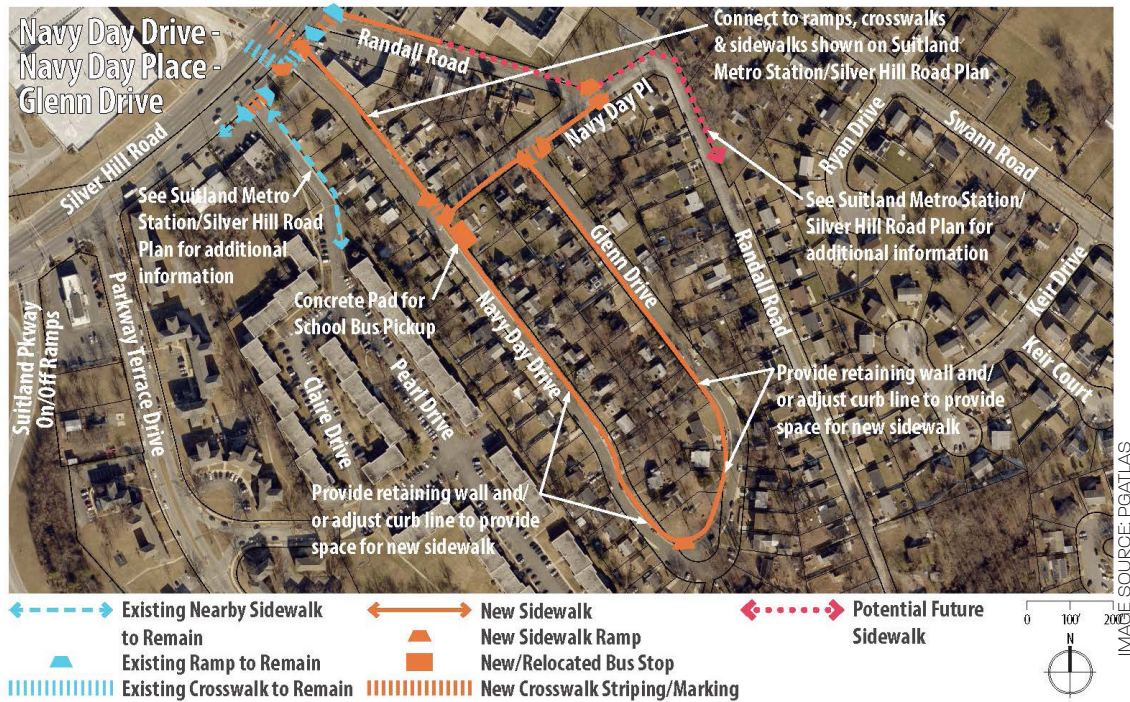 Navy Day Drive -
Navy Day Place -
Glenn Drive
Randall Road
Connect to ramps, crosswalks
& sidewalks shown on Suitland
Metro Station/Silver Hill Road Plan
Navy Day Pl
Ryan Drive
Swann Road
Silver Hill Road
See Suitland Metro
Station/Silver Hill Road
Plan for additional
information
See Suitland Metro Station/
Silver Hill Road Plan for
additional information
Glenn Drive
Randall Road
Keir Drive
Keir Court
Concrete Pad for
School Bus Pickup
Navy Day Drive
Suitland Pkway
On/Off Ramps
Parkway Terrace Drive
Claire Drive
Pearl Drive
Provide retaining wall and/
or adjust curb line to provide
space for new sidewalk
Provide retaining wall and/
or adjust curb line to provide
space for new sidewalk
IMAGE SOURCE: PGATLAS
Existing Nearby Sidewalk
to Remain
Existing Ramp to Remain
Existing Crosswalk to Remain
New Sidewalk
New Sidewalk Ramp
New/Relocated Bus Stop
New Crosswalk Striping/Marking
Potential Future
Sidewalk
0 100' 200'
N